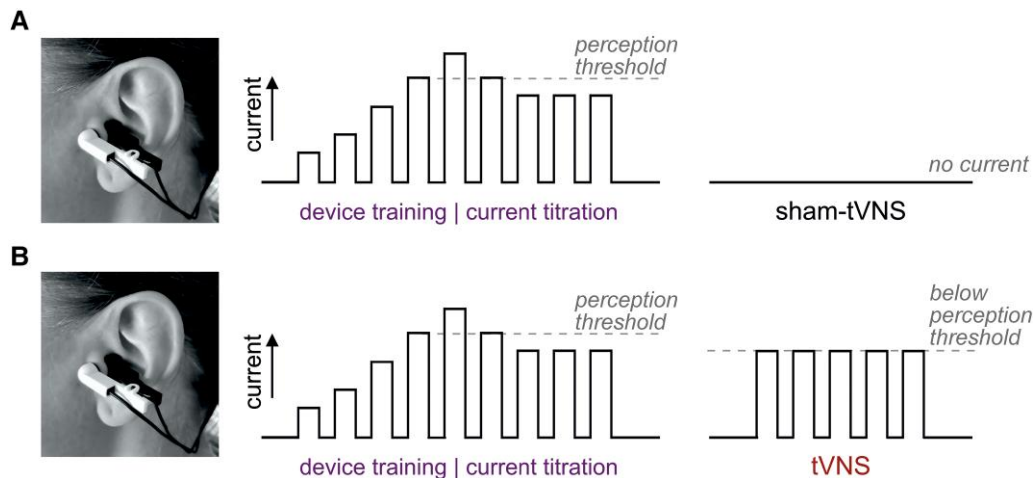 A
current
perception
threshold
device training | current titration
no current
sham-tVNS
B
current
perception
threshold
device training | current titration
below
perception
threshold
tVNS